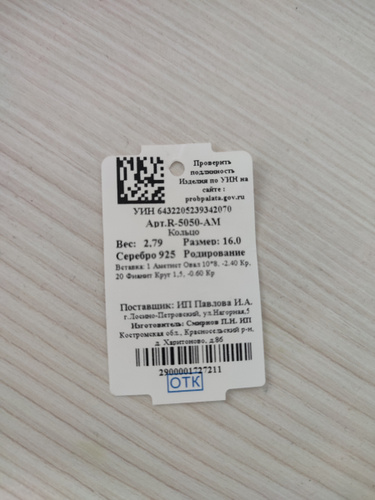 Проверить
подлинность
Изделия по УИН на
сайте :
probpalata.gov.ru
УИН 6432205239342070
Арт.R-5050-AM
Кольцо
Вес: 2,79 Размер: 16.0
Серебро 925 Родирование
Вставка: 1 Аметист Овал 10*8, -2.40 Кр.
20 Фианит Круг 1,5, -0.60 Кр
Поставщик: ИП Павлова И.А.
г.Лосино-Петровский, ул.Нагорная,5
Изготовитель: Смирнов П.Н. ИП
Костромская обл., Красносельский р-н,
д. Харитоново, д.8б
2900001727211
ОТК